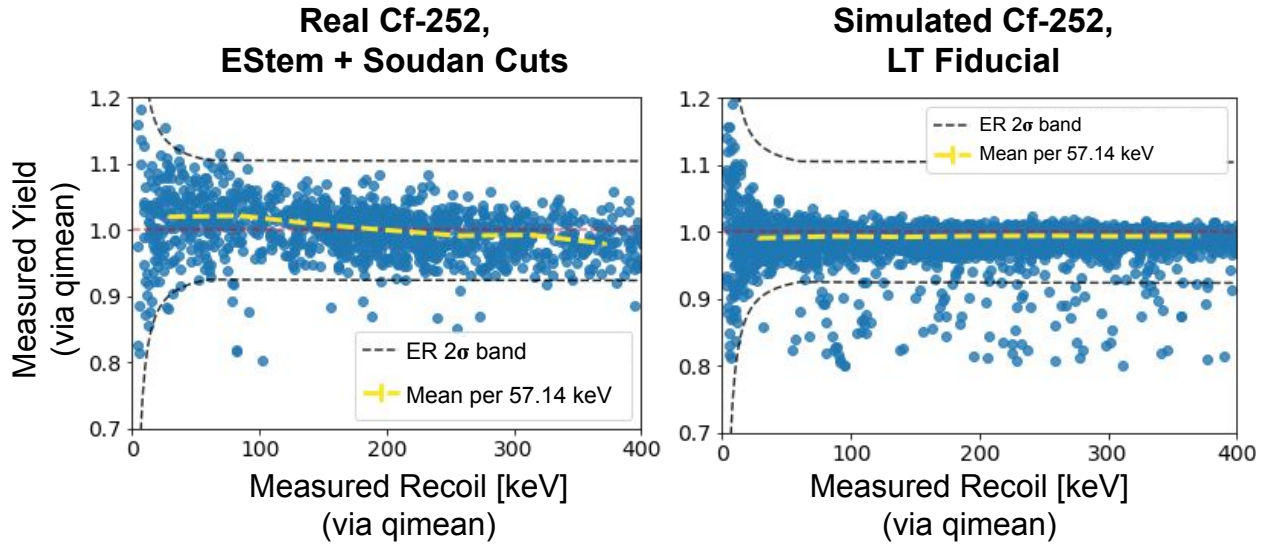 Real Cf-252,
EStem + Soudan Cuts
Measured Yield
(via qimean)
1.2
1.1
1.0
0.9
0.8
0.7
ER 2σ band
Mean per 57.14 keV
0
100
200
300
400
Measured Recoil [keV]
(via qimean)
Simulated Cf-252,
LT Fiducial
1.2
1.1
1.0
0.9
0.8
0.7
ER 2σ band
Mean per 57.14 keV
0
100
200
300
400
Measured Recoil [keV]
(via qimean)